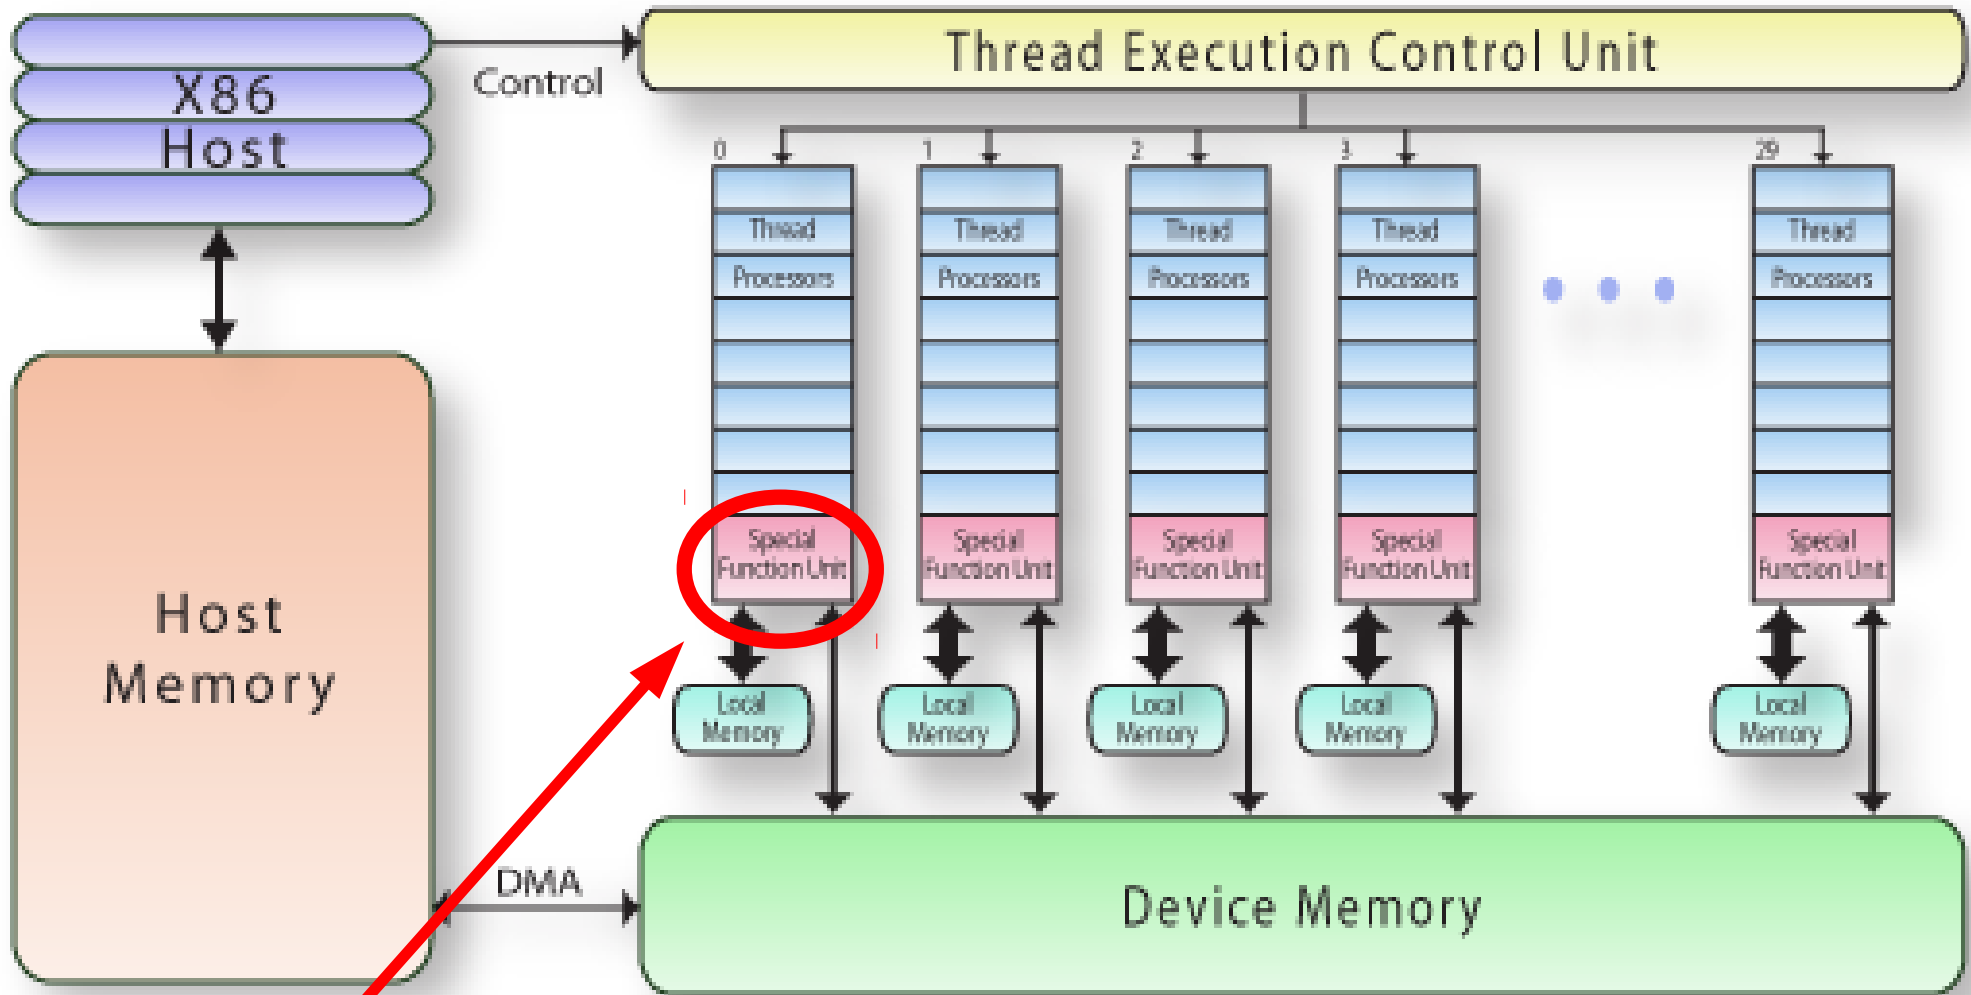 X86
Host
Control
Thread Execution Control Unit
0
1
2
3
29
Thread
Processors
Thread
Processors
Thread
Processors
Thread
Processors
Thread
Processors
Special
Function Unit
Special
Function Unit
Special
Function Unit
Special
Function Unit
Special
Function Unit
Local
Memory
Local
Memory
Local
Memory
Local
Memory
Local
Memory
Host
Memory
DMA
Device Memory